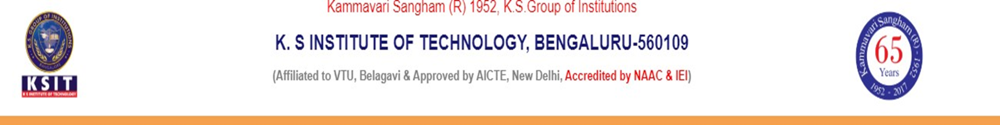 Kammavari Sangham (R) 1952, K.S.Group of Institutions
K. S INSTITUTE OF TECHNOLOGY, BENGALURU-560109
(Affiliated to VTU, Belagavi & Approved by AICTE, New Delhi, Accredited by NAAC & IEI)
K.S. GROUP OF INSTITUTIONS
BANGALORE
KSIT
K S INSTITUTE OF TECHNOLOGY
Kammavari Sangham (R) - 1952
65
Years
1952 - 2017